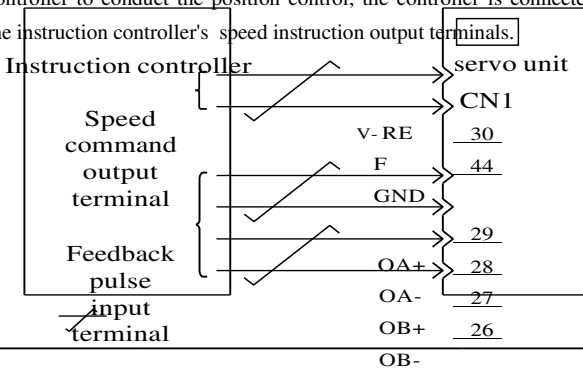 ontroller to conduct the position control, the controller is connecte
ne instruction controller's speed instruction output terminals.
Instruction controller
servo unit
CN1
Speed
command
output
terminal
V-RE
F
GND
30
44
Feedback
pulse
input
terminal
OA+
OA-
OB+
OB-
29
28
27
26